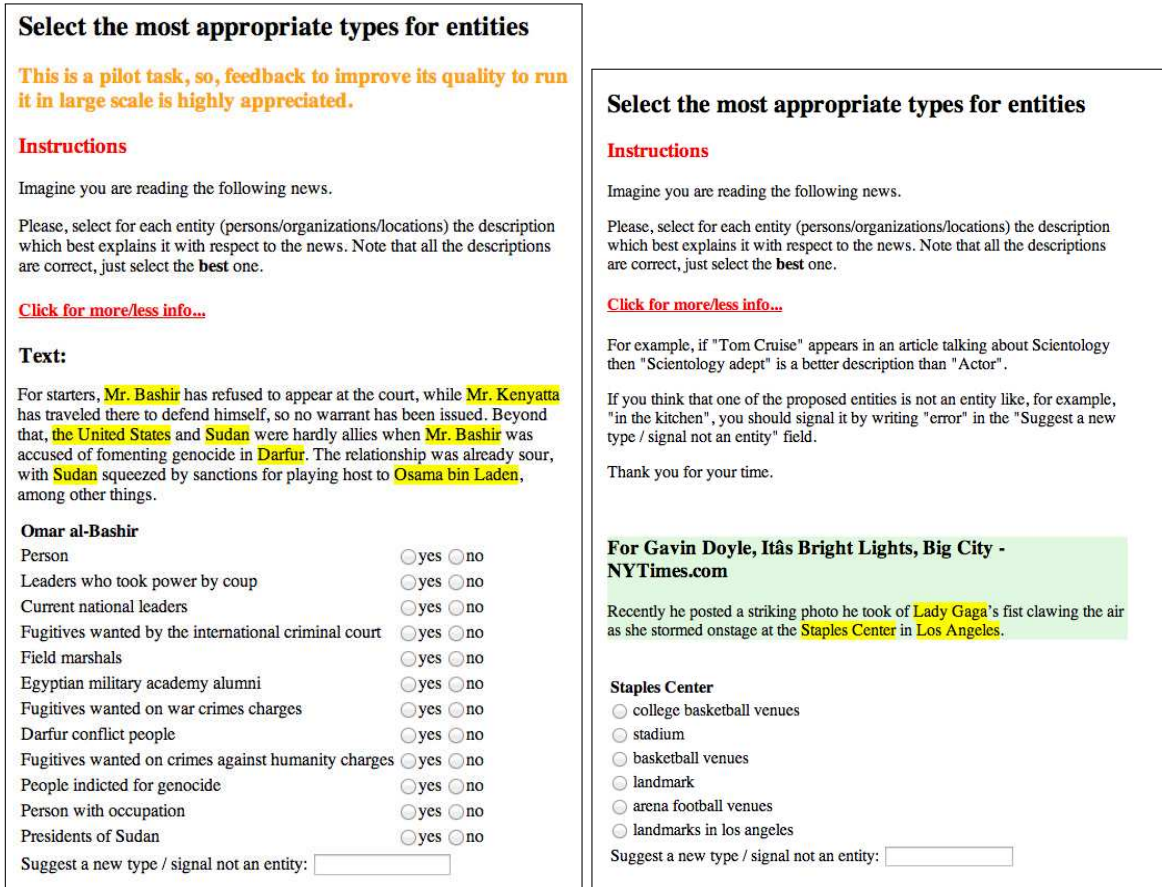 Select the most appropriate types for entities
This is a pilot task, so, feedback to improve its quality to run
it in large scale is highly appreciated.
Instructions
Imagine you are reading the following news.
Please, select for each entity (persons/organizations/locations) the description
which best explains it with respect to the news. Note that all the descriptions
are correct, just select the best one.
Click for more/less info...
Text:
For starters, Mr. Bashir has refused to appear at the court, while Mr. Kenyatta
has traveled there to defend himself, so no warrant has been issued. Beyond
that, the United States and Sudan were hardly allies when Mr. Bashir was
accused of fomenting genocide in Darfur. The relationship was already sour,
with Sudan squeezed by sanctions for playing host to Osama bin Laden,
among other things.
Omar al-Bashir
Person yes no
Leaders who took power by coup yes no
Current national leaders yes no
Fugitives wanted by the international criminal court yes no
Field marshals yes no
Egyptian military academy alumni yes no
Fugitives wanted on war crimes charges yes no
Darfur conflict people yes no
Fugitives wanted on crimes against humanity charges yes no
People indicted for genocide yes no
Person with occupation yes no
Presidents of Sudan yes no
Suggest a new type / signal not an entity:
Select the most appropriate types for entities
Instructions
Imagine you are reading the following news.
Please, select for each entity (persons/organizations/locations) the description
which best explains it with respect to the news. Note that all the descriptions
are correct, just select the best one.
Click for more/less info...
For example, if "Tom Cruise" appears in an article talking about Scientology
then "Scientology adept" is a better description than "Actor".
If you think that one of the proposed entities is not an entity like, for example,
"in the kitchen", you should signal it by writing "error" in the "Suggest a new
type / signal not an entity" field.
Thank you for your time.
For Gavin Doyle, Itâs Bright Lights, Big City -
NYTimes.com
Recently he posted a striking photo he took of Lady Gaga's fist clawing the air
as she stormed onstage at the Staples Center in Los Angeles.
Staples Center
college basketball venues
stadium
basketball venues
landmark
arena football venues
landmarks in los angeles
Suggest a new type / signal not an entity: